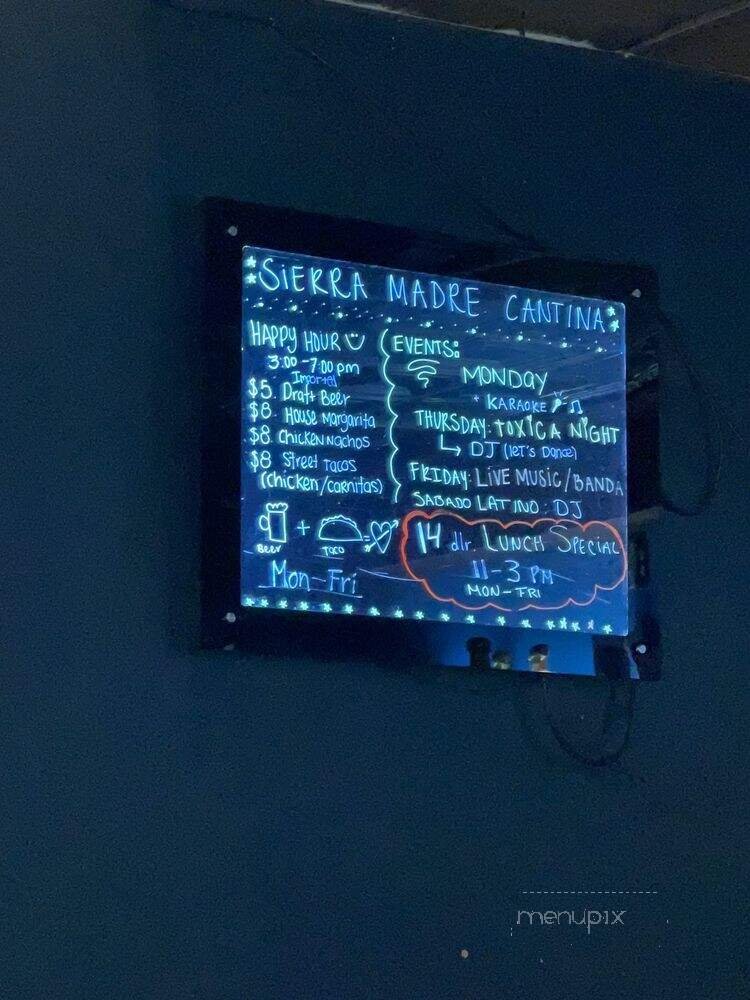 SIERRA MADRE CANTINA
HAPPY HOUR
3:00-7:00 pm
Imported
$5. Draft Beer
$8. House Margarita
$8. Chicken Nachos
$8 Street Tacos
(chicken/carnitas)
Beer + Taco =
Mon-Fri
EVENTS:
MONDAY
* KARAOKE
THURSDAY: TOXICA NIGHT
DJ (let's Dance)
FRIDAY: LIVE MUSIC/BANDA
SABADO LATINO: DJ
14 dlr. LUNCH SPECIAL
11-3 PM
MON-FRI
menupix